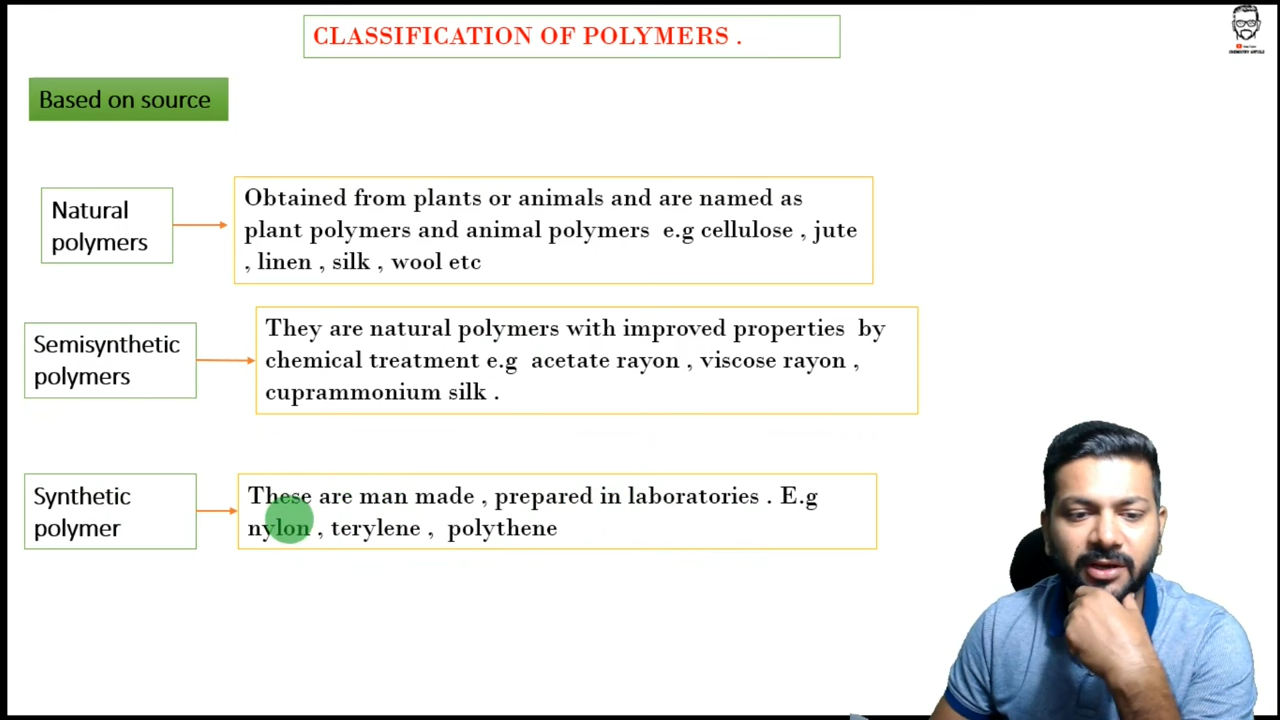 CLASSIFICATION OF POLYMERS .
Based on source
Natural
polymers
Obtained from plants or animals and are named as
plant polymers and animal polymers e.g cellulose , jute
, linen , silk , wool etc
Semisynthetic
polymers
They are natural polymers with improved properties by
chemical treatment e.g acetate rayon , viscose rayon ,
cuprammonium silk .
Synthetic
polymer
These are man made , prepared in laboratories . E.g
nylon , terylene , polythene